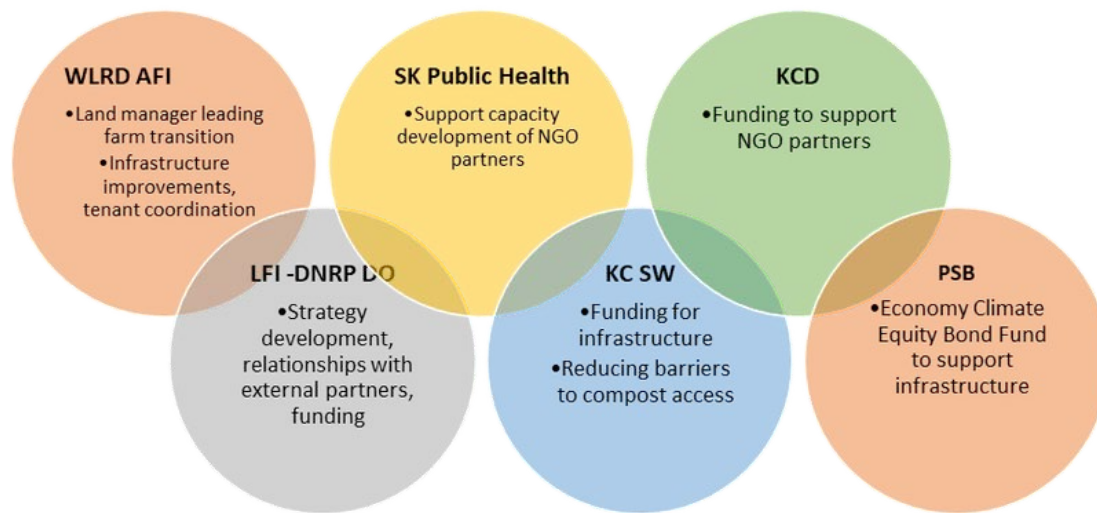 WLRD AFI
•Land manager leading
farm transition
•Infrastructure
improvements,
tenant coordination
SK Public Health
•Support capacity
development of NGO
partners
KCD
•Funding to support
NGO partners
LFI -DNRP DO
•Strategy
development,
relationships with
external partners,
funding
KC SW
•Funding for
infrastructure
•Reducing barriers
to compost access
PSB
•Economy Climate
Equity Bond Fund
to support
infrastructure